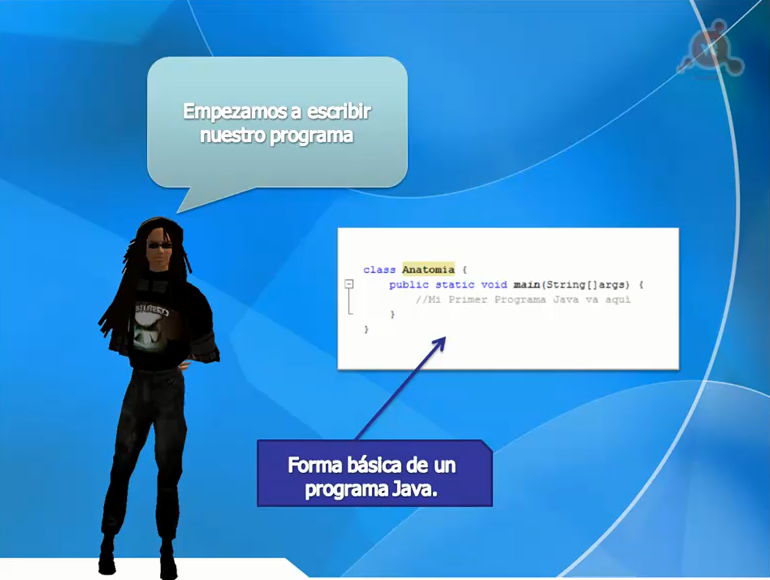 Empezamos a escribir
nuestro programa
class Anatomia {
public static void main(String[]args) {
//Mi Primer Programa Java va aquì
}
}
Forma básica de un
programa Java.